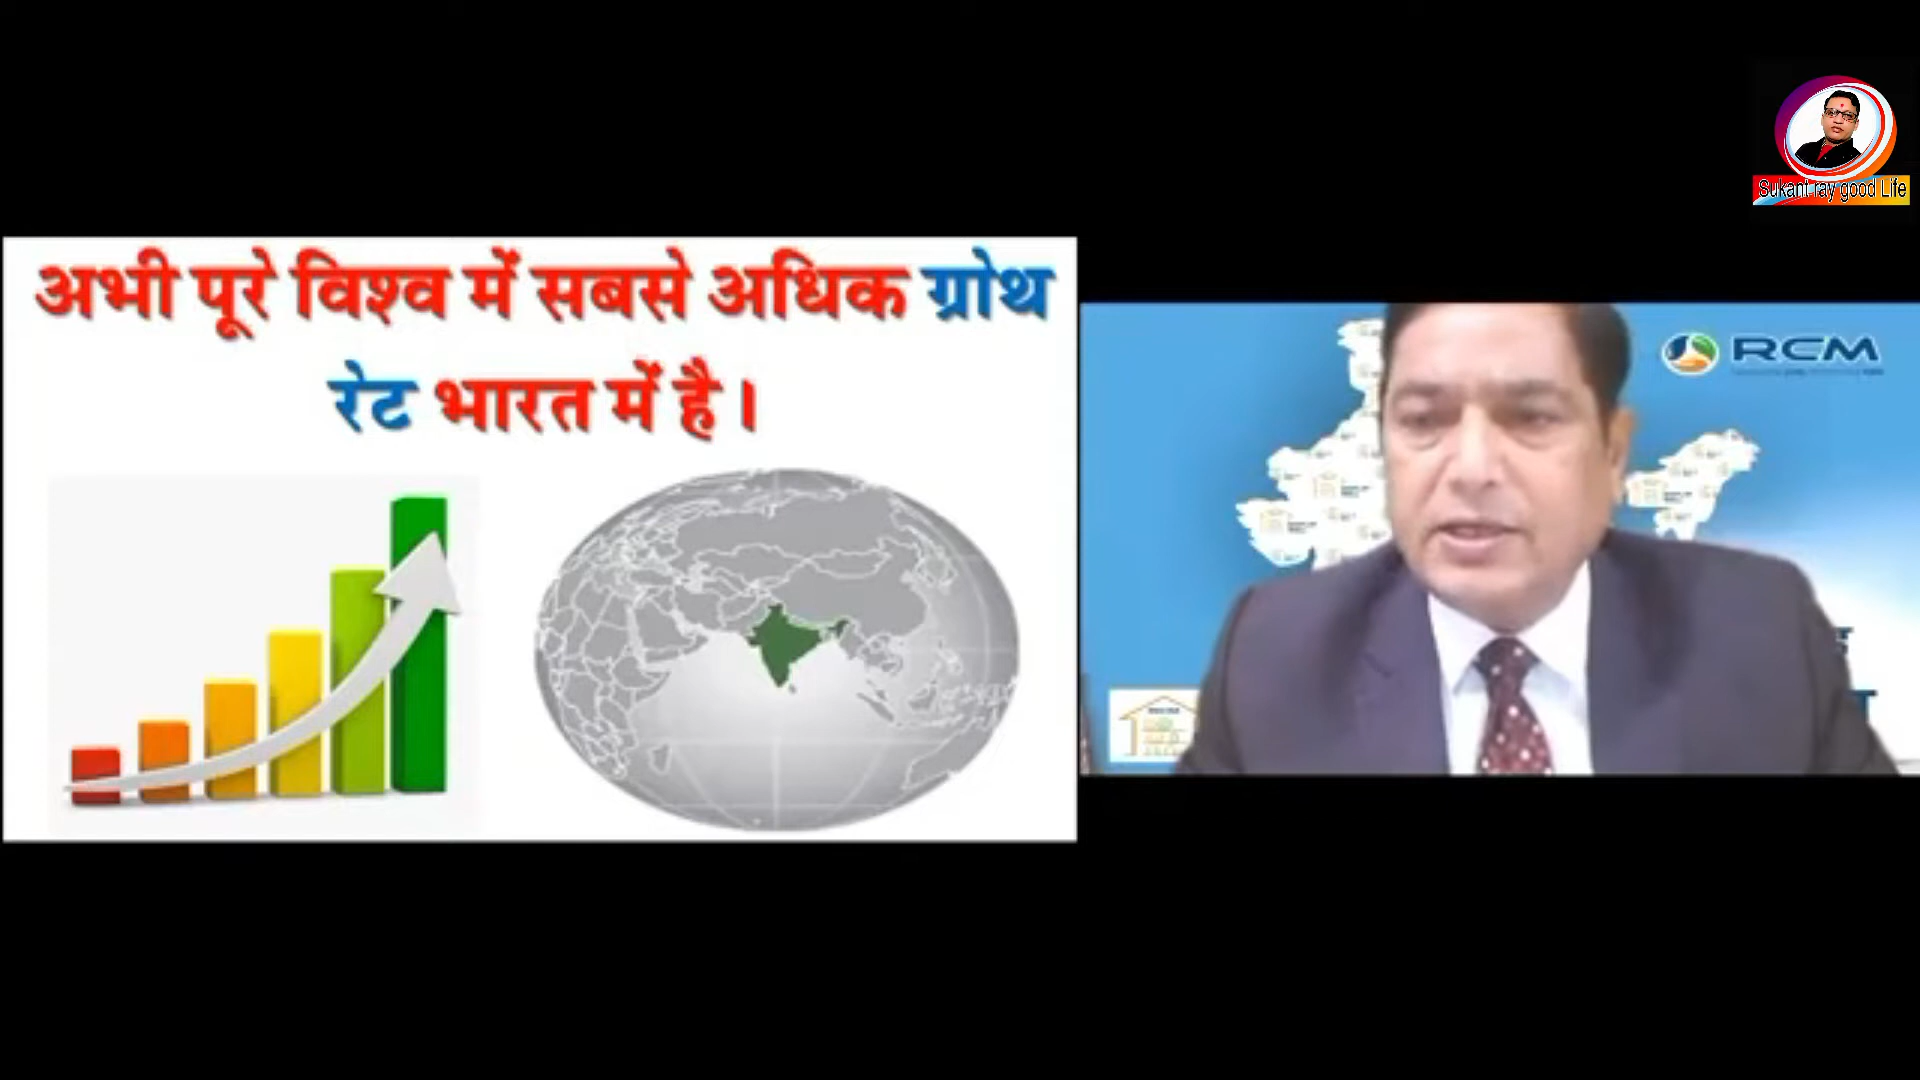 Sukant ray good Life
अभी पूरे विश्व में सबसे अधिक ग्रोथ
रेट भारत में है।
RCM